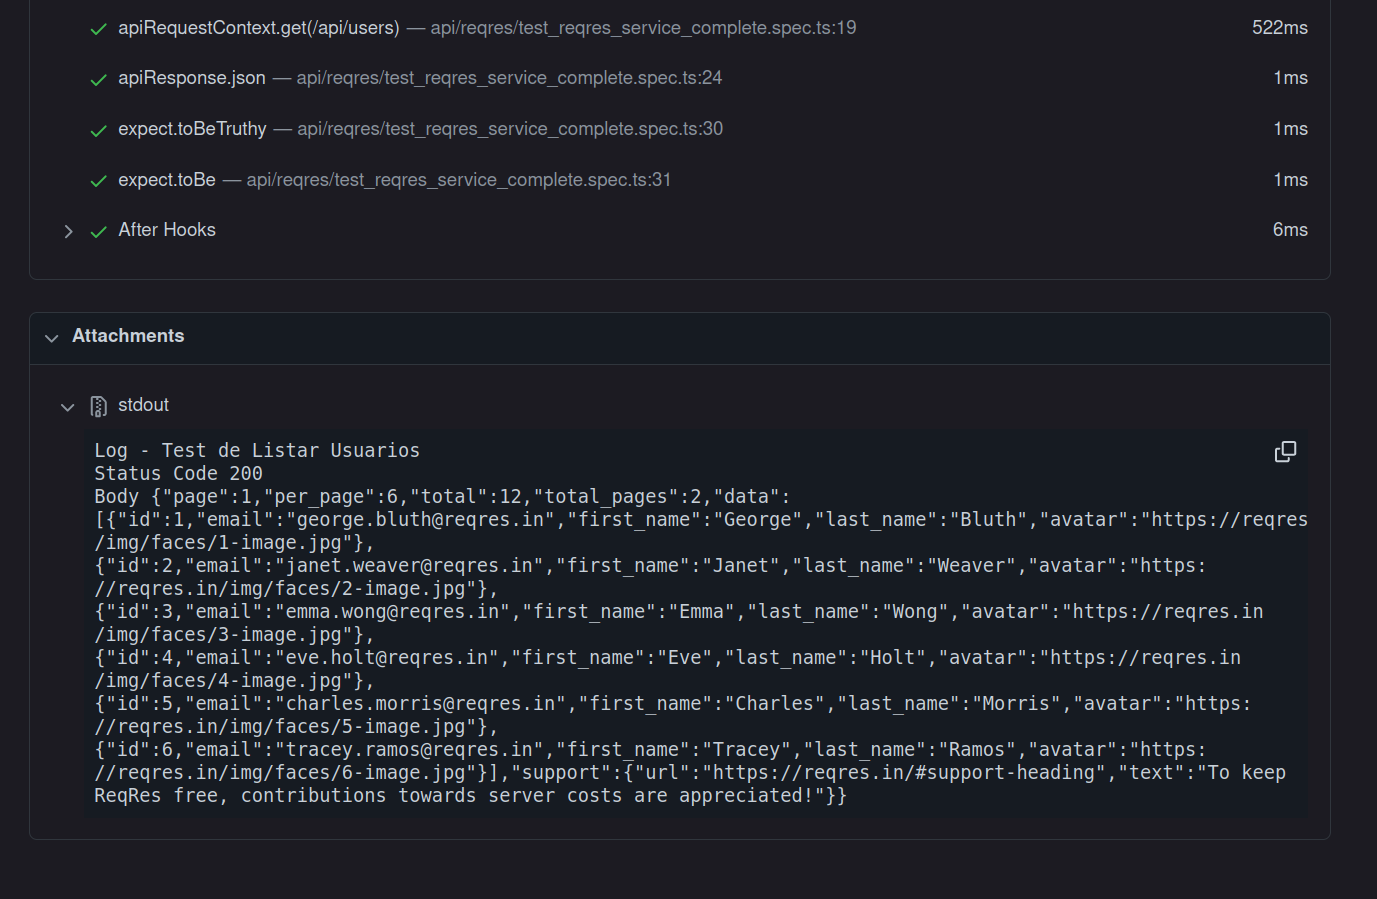 apiRequestContext.get(/api/users) — api/reqres/test_reqres_service_complete.spec.ts:19 522ms
apiResponse.json — api/reqres/test_reqres_service_complete.spec.ts:24 1ms
expect.toBeTruthy — api/reqres/test_reqres_service_complete.spec.ts:30 1ms
expect.toBe — api/reqres/test_reqres_service_complete.spec.ts:31 1ms
After Hooks 6ms
Attachments
stdout
Log - Test de Listar Usuarios
Status Code 200
Body {"page":1,"per_page":6,"total":12,"total_pages":2,"data":
[{"id":1,"email":"george.bluth@reqres.in","first_name":"George","last_name":"Bluth","avatar":"https://reqres
/img/faces/1-image.jpg"},
{"id":2,"email":"janet.weaver@reqres.in","first_name":"Janet","last_name":"Weaver","avatar":"https:
//reqres.in/img/faces/2-image.jpg"},
{"id":3,"email":"emma.wong@reqres.in","first_name":"Emma","last_name":"Wong","avatar":"https://reqres.in
/img/faces/3-image.jpg"},
{"id":4,"email":"eve.holt@reqres.in","first_name":"Eve","last_name":"Holt","avatar":"https://reqres.in
/img/faces/4-image.jpg"},
{"id":5,"email":"charles.morris@reqres.in","first_name":"Charles","last_name":"Morris","avatar":"https:
//reqres.in/img/faces/5-image.jpg"},
{"id":6,"email":"tracey.ramos@reqres.in","first_name":"Tracey","last_name":"Ramos","avatar":"https:
//reqres.in/img/faces/6-image.jpg"}],"support":{"url":"https://reqres.in/#support-heading","text":"To keep
ReqRes free, contributions towards server costs are appreciated!"}}